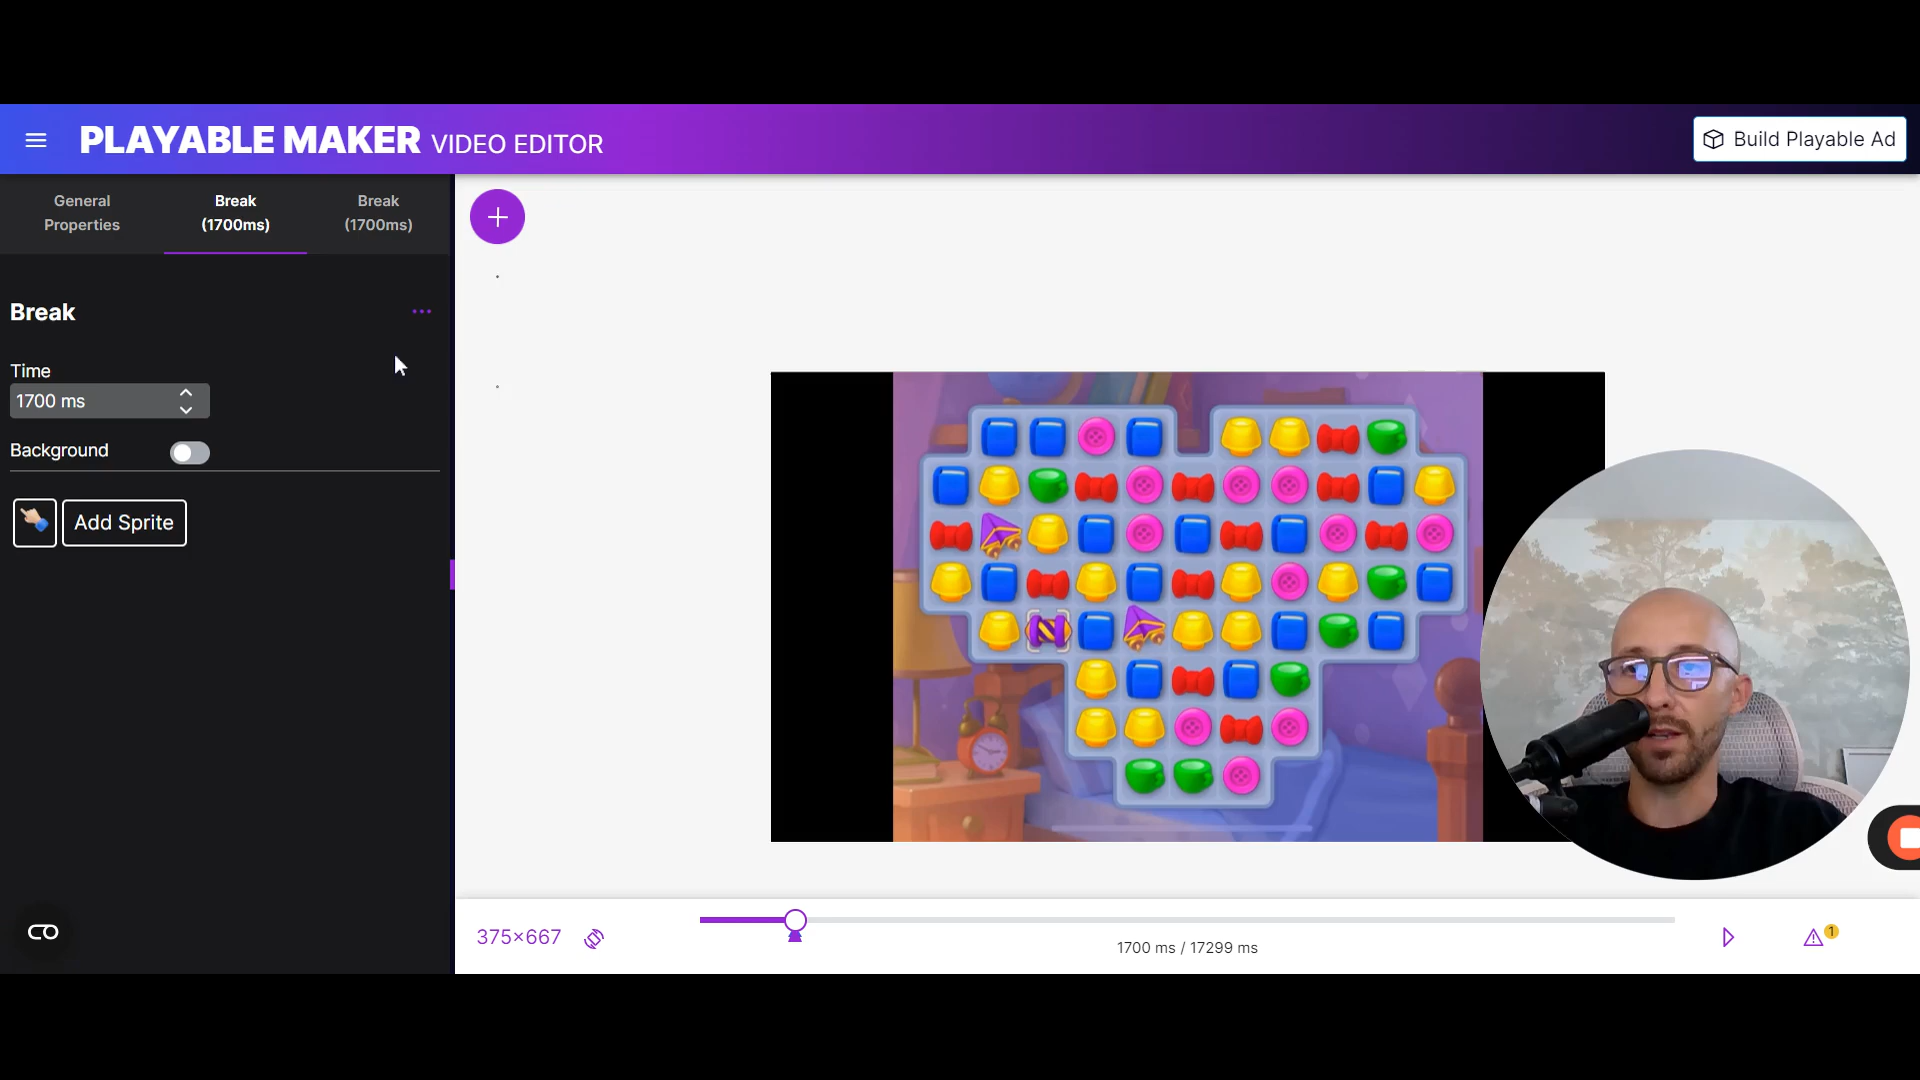 PLAYABLE MAKER VIDEO EDITOR
Build Playable Ad
General
Properties
Break
(1700ms)
Break
(1700ms)
Break
Time
1700 ms
Background
Add Sprite
375×667
1700 ms / 17299 ms
1